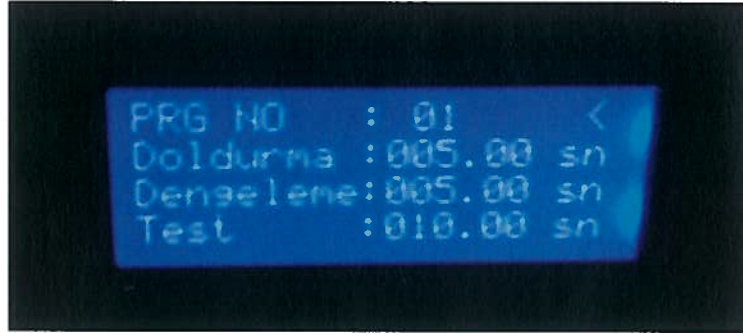 PRG NO : 01 <
Doldurma :005.00 sn
Dengeleme:005.00 sn
Test :010.00 sn